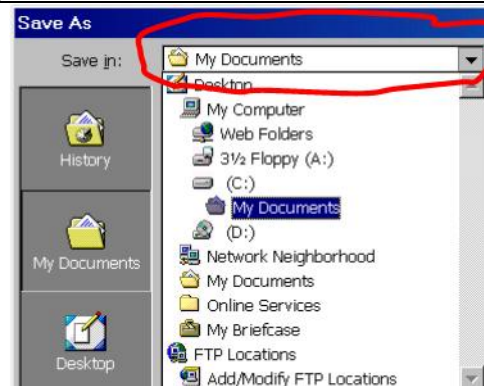 Save As
Save in:
My Documents
Desktop
My Computer
Web Folders
3½ Floppy (A:)
(C:)
My Documents
(D:)
Network Neighborhood
My Documents
Online Services
My Briefcase
FTP Locations
Add/Modify FTP Locations
History
My Documents
Desktop